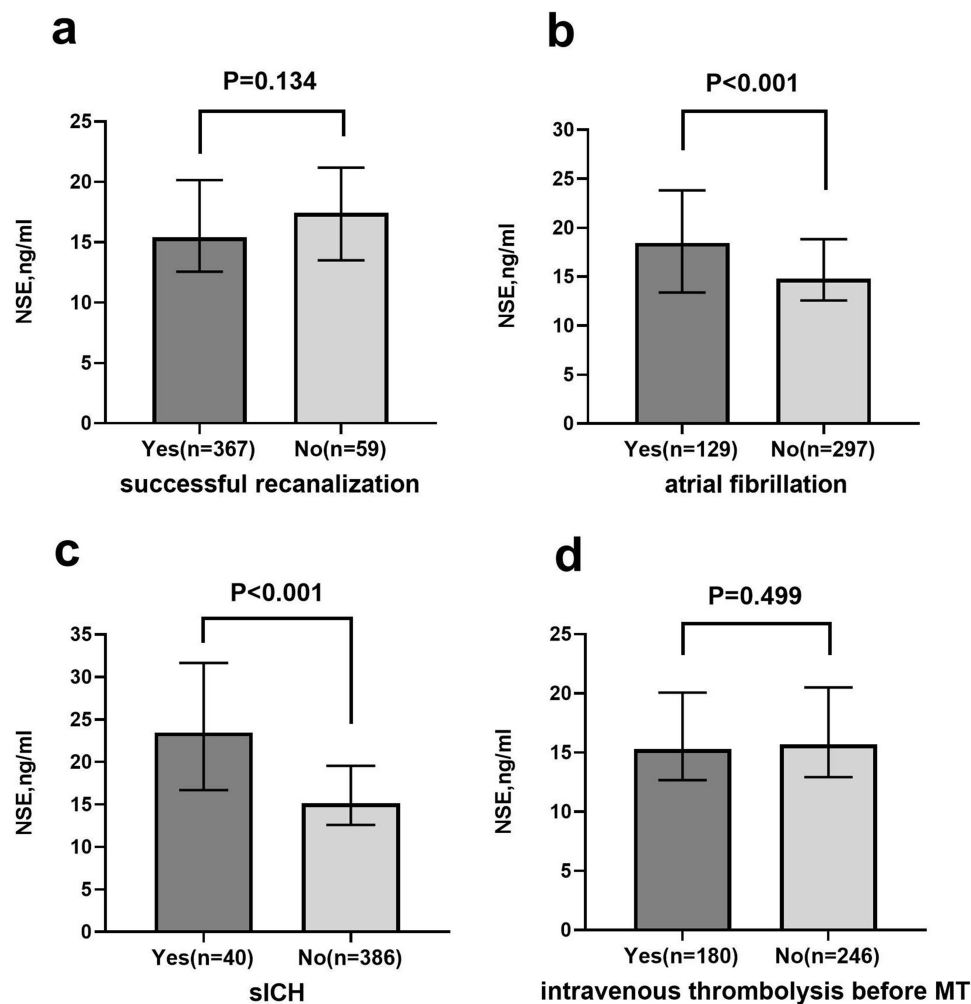 a
P=0.134
25
20
15
10
5
0
NSE,ng/ml
Yes(n=367) No(n=59)
successful recanalization
b
P<0.001
30
25
20
15
10
5
0
NSE,ng/ml
Yes(n=129) No(n=297)
atrial fibrillation
c
P<0.001
35
30
25
20
15
10
5
0
NSE,ng/ml
Yes(n=40) No(n=386)
sICH
d
P=0.499
25
20
15
10
5
0
NSE,ng/ml
Yes(n=180) No(n=246)
intravenous thrombolysis before MT